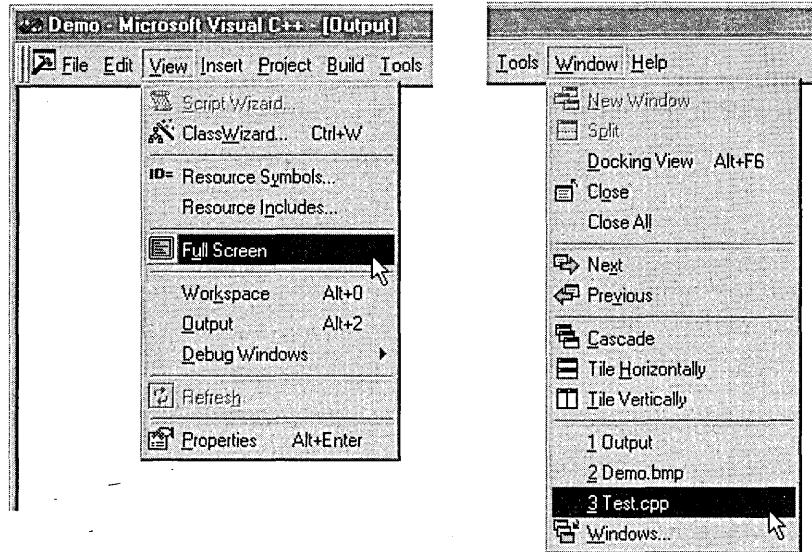 Demo - Microsoft Visual C++ - [Output]
File Edit View Insert Project Build Tools
Script Wizard...
ClassWizard... Ctrl+W
ID= Resource Symbols...
Resource Includes...
Full Screen
Workspace Alt+0
Output Alt+2
Debug Windows
Refresh
Properties Alt+Enter
Tools Window Help
New Window
Split
Docking View Alt+F6
Close
Close All
Next
Previous
Cascade
Tile Horizontally
Tile Vertically
1 Output
2 Demo.bmp
3 Test.cpp
Windows...